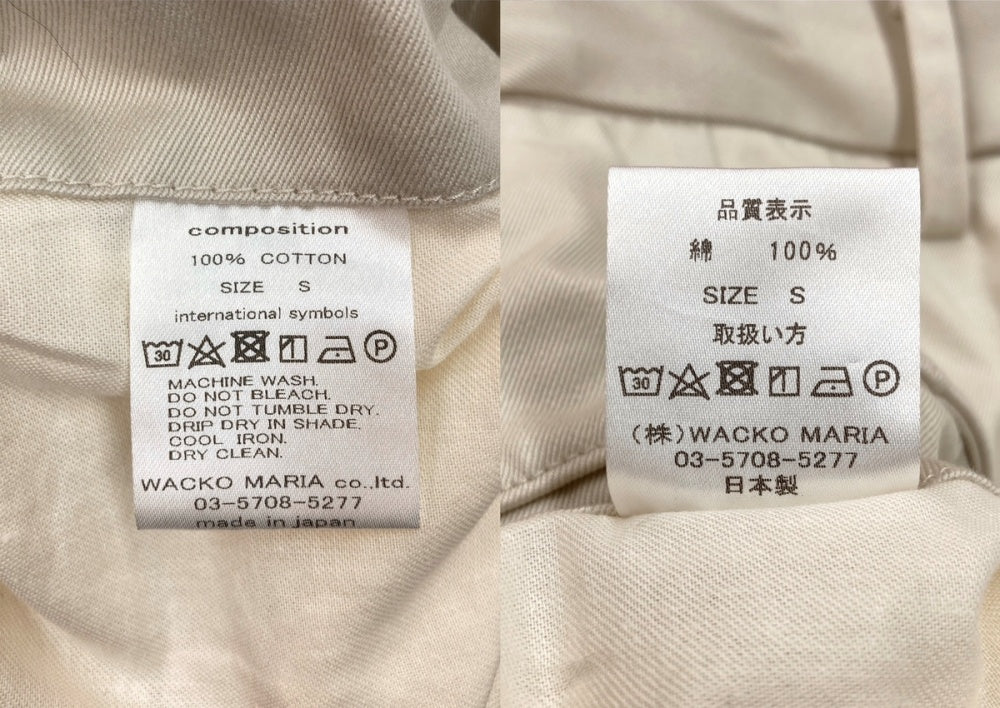 composition
100% COTTON
SIZE S
international symbols
30 P
MACHINE WASH.
DO NOT BLEACH.
DO NOT TUMBLE DRY.
DRIP DRY IN SHADE.
COOL IRON.
DRY CLEAN.
WACKO MARIA co.,ltd.
03-5708-5277
made in japan
品質表示
綿 100%
SIZE S
取扱い方
30 P
(株)WACKO MARIA
03-5708-5277
日本製